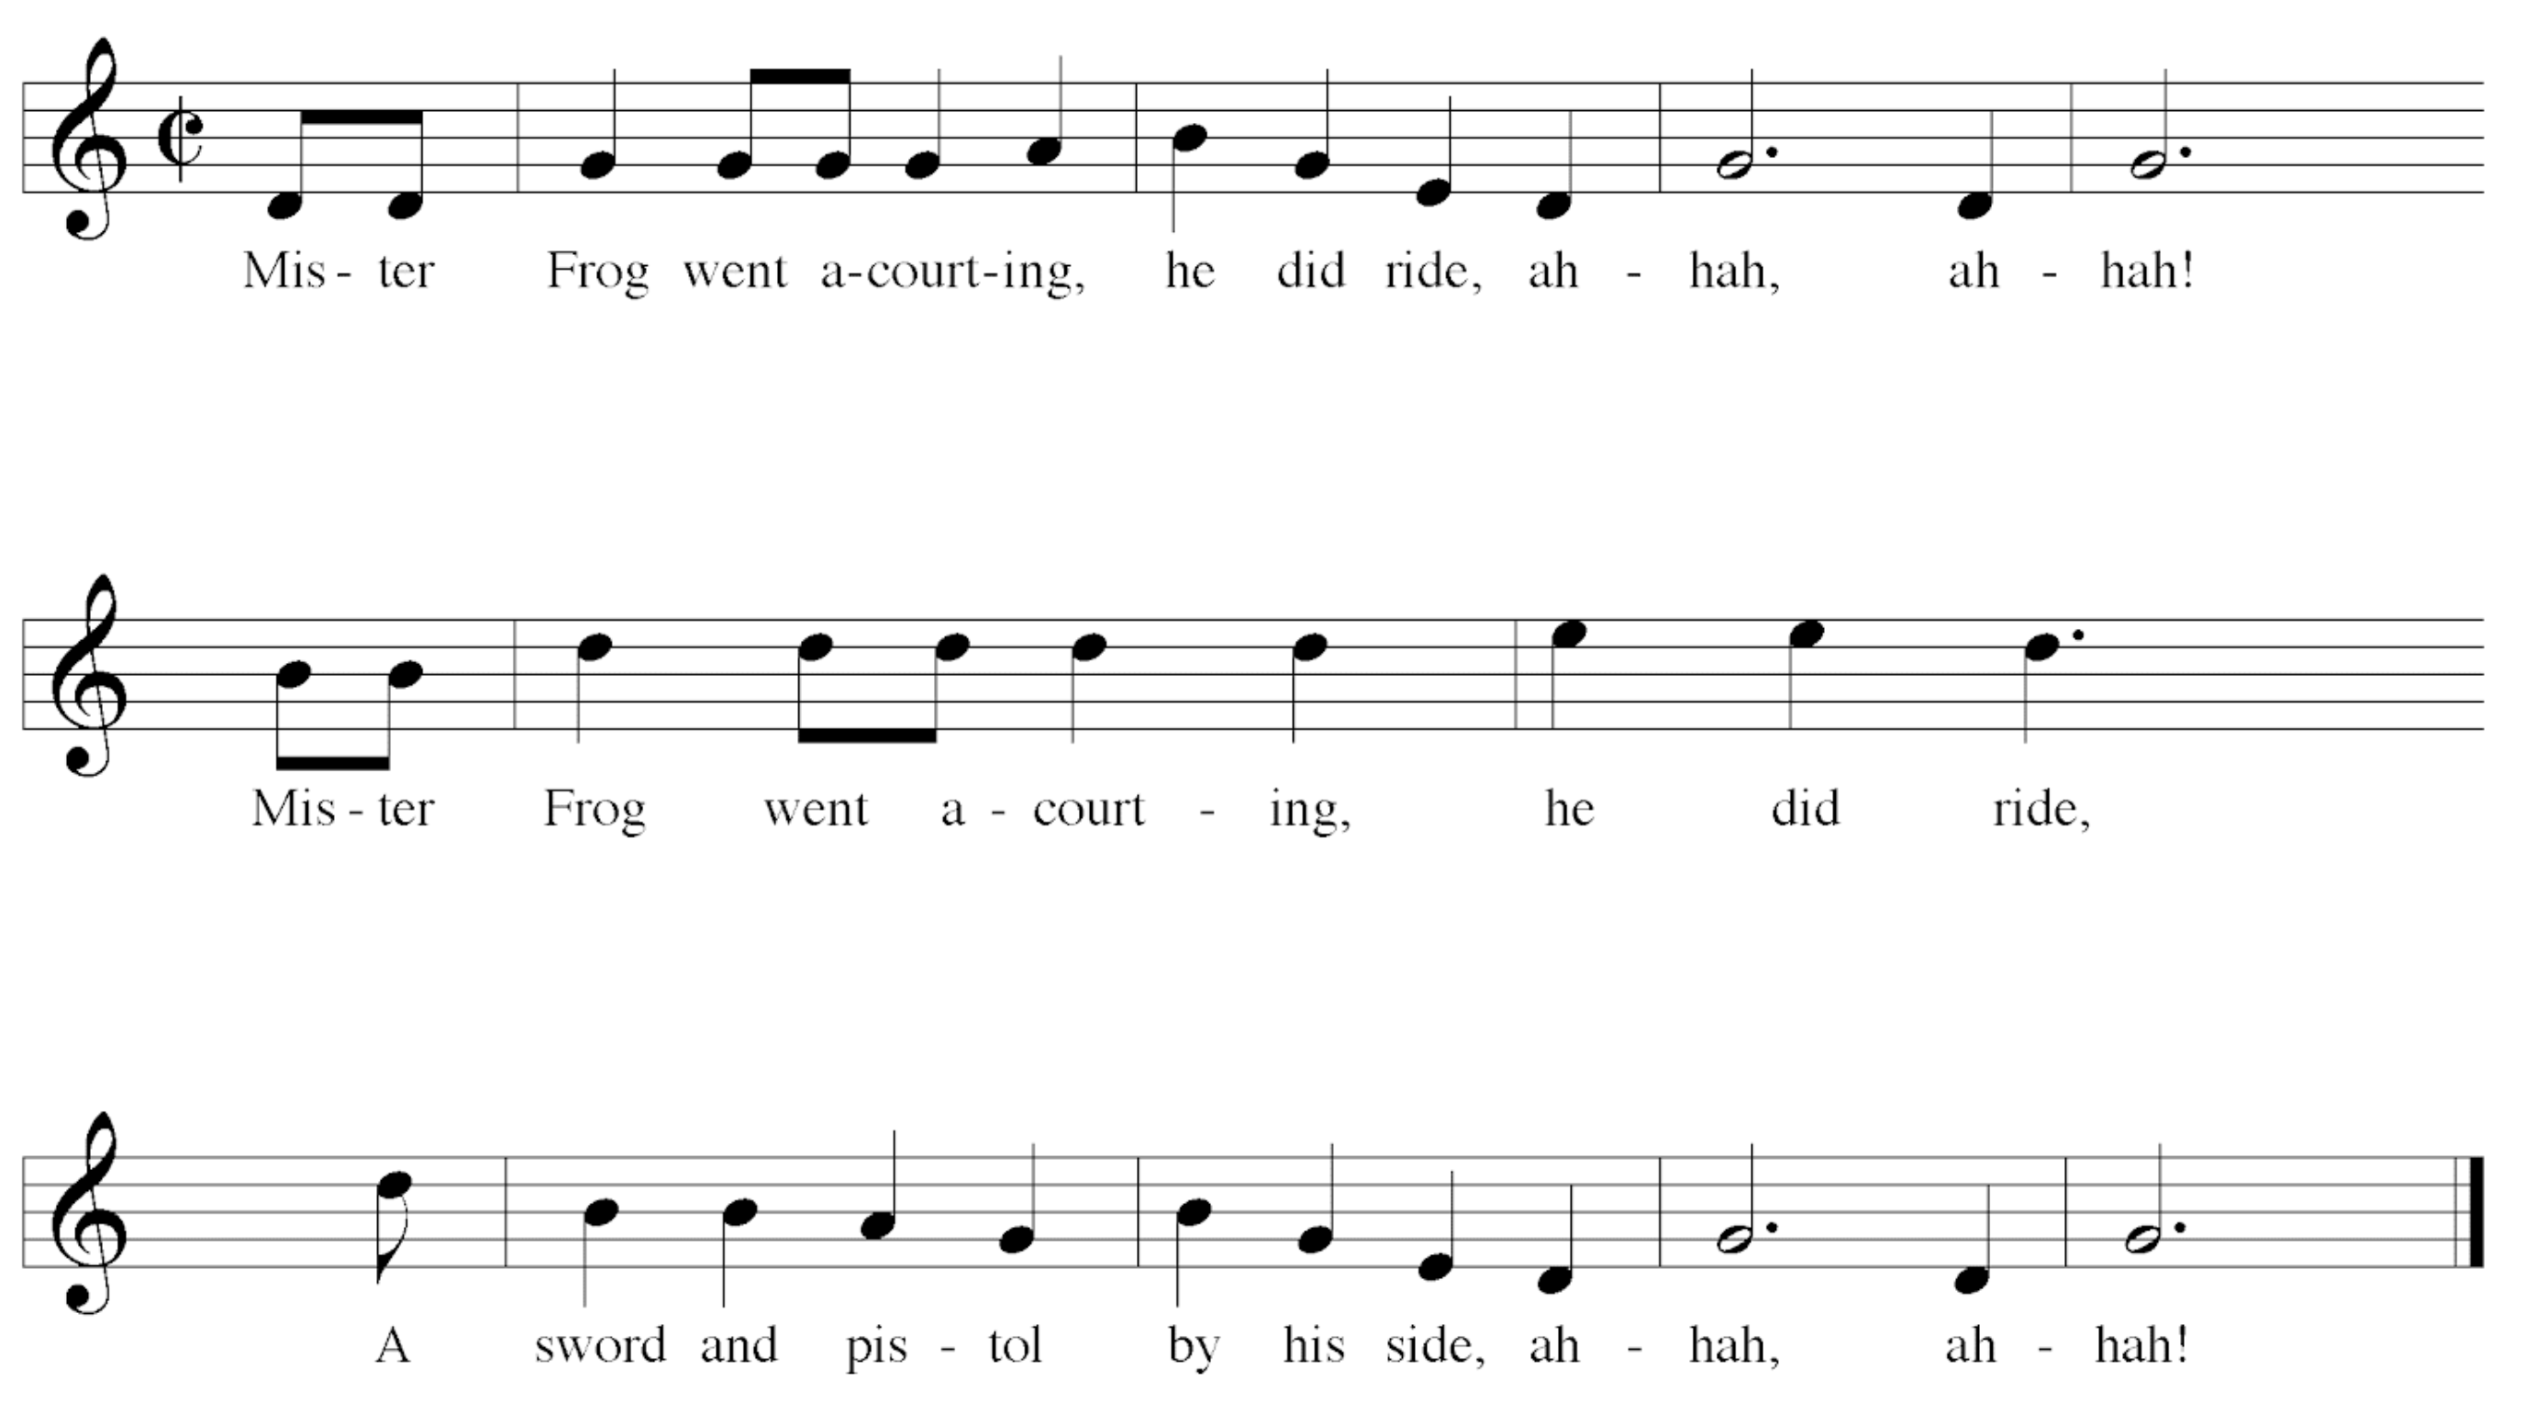 Mis - ter Frog went a-court-ing, he did ride, ah - hah, ah - hah!
Mis - ter Frog went a - court - ing, he did ride,
A sword and pis - tol by his side, ah - hah, ah - hah!